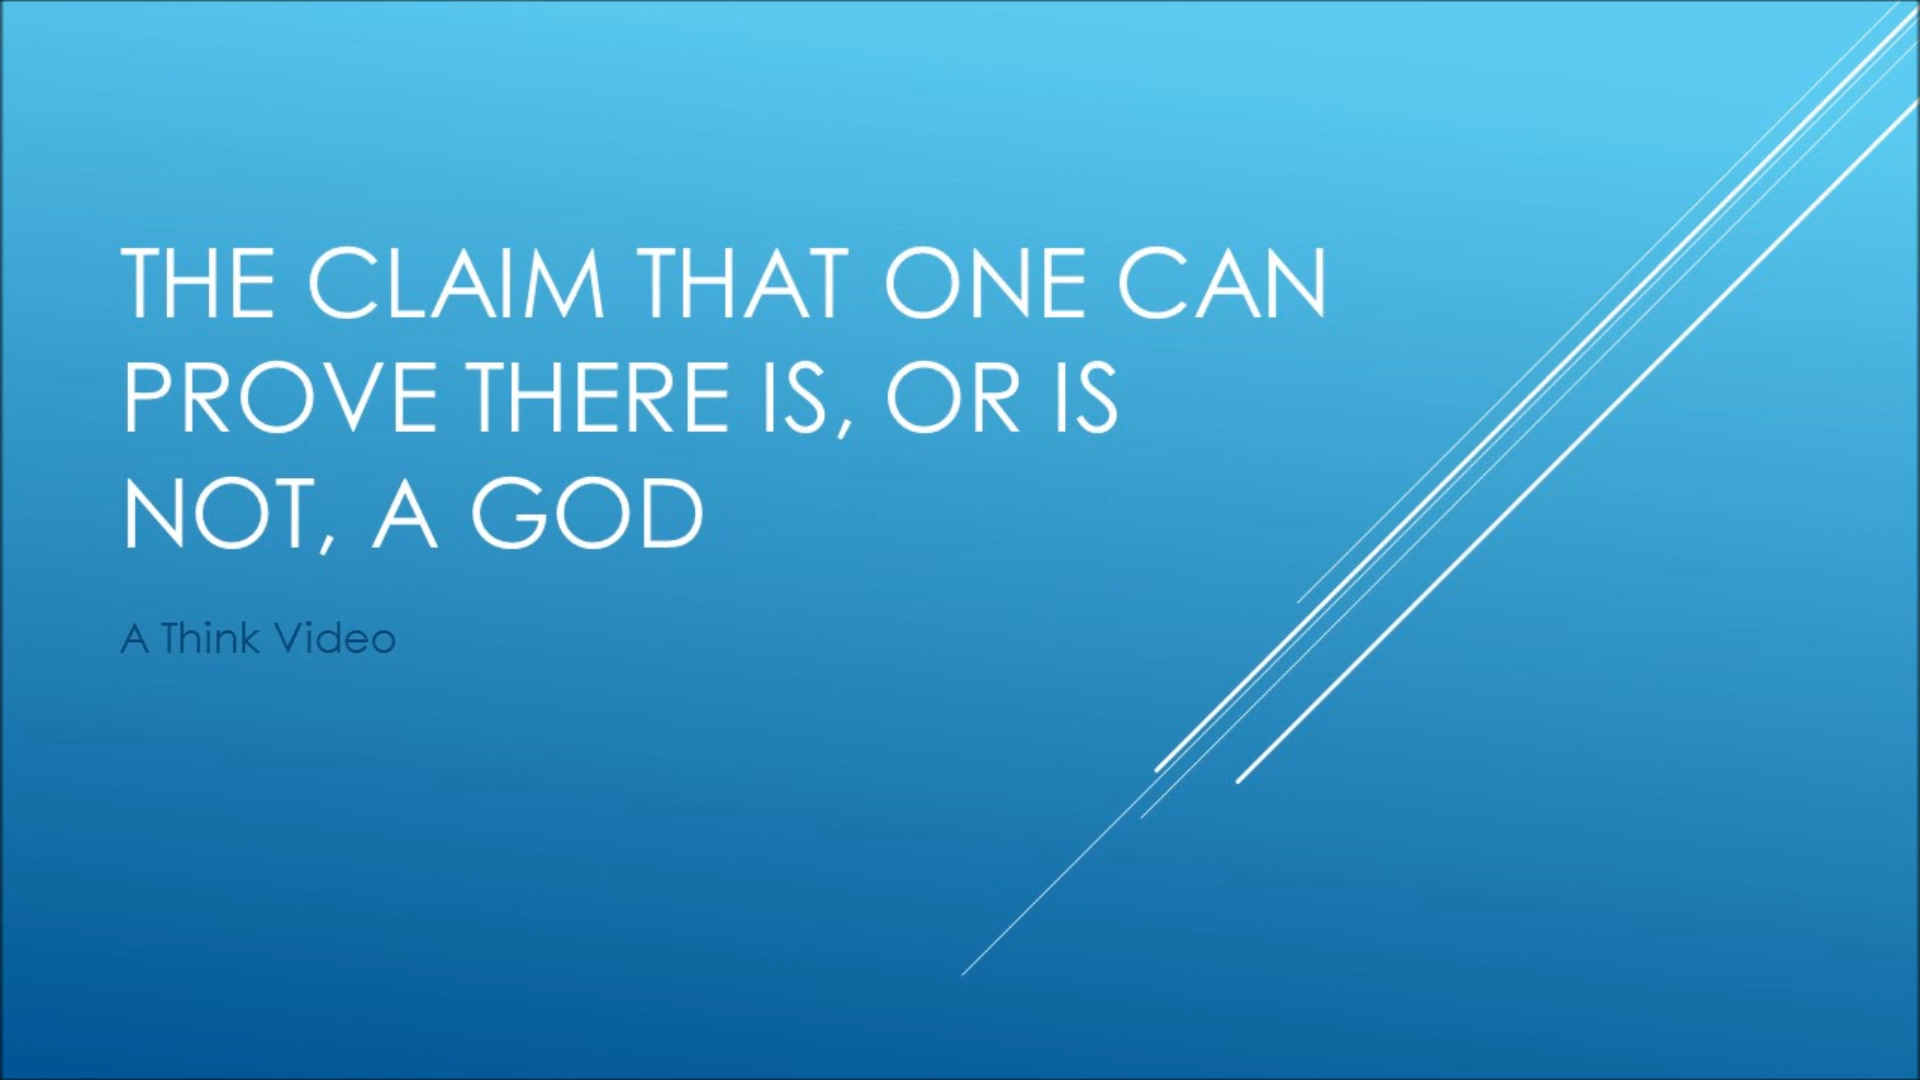 THE CLAIM THAT ONE CAN
PROVE THERE IS, OR IS
NOT, A GOD
A Think Video